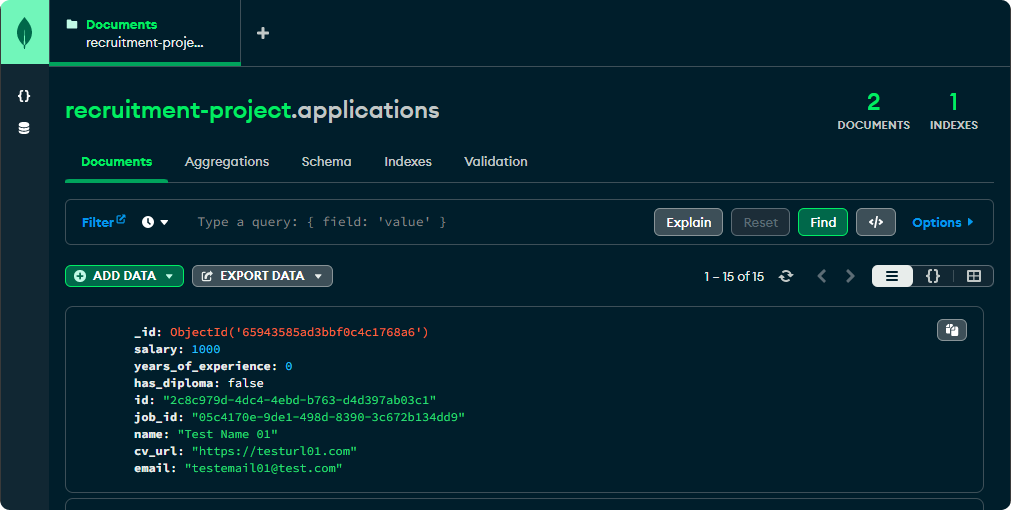 Documents
recruitment-proje...
recruitment-project.applications
2
DOCUMENTS
1
INDEXES
Documents Aggregations Schema Indexes Validation
Filter Type a query: { field: 'value' } Explain Reset Find </> Options
ADD DATA EXPORT DATA 1 – 15 of 15 {}
_id: ObjectId('65943585ad3bbf0c4c1768a6')
salary: 1000
years_of_experience: 0
has_diploma: false
id: "2c8c979d-4dc4-4ebd-b763-d4d397ab03c1"
job_id: "05c4170e-9de1-498d-8390-3c672b134dd9"
name: "Test Name 01"
cv_url: "https://testurl01.com"
email: "testemail01@test.com"